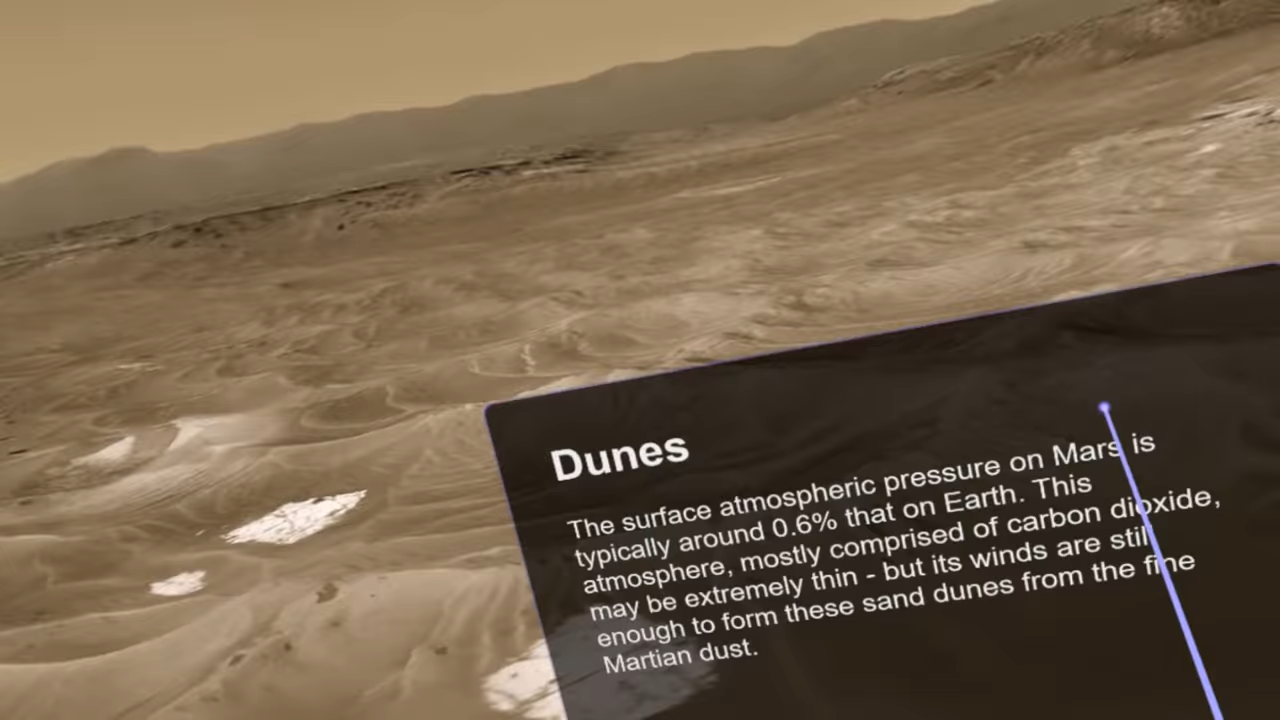 Dunes
The surface atmospheric pressure on Mars is
typically around 0.6% that on Earth. This
atmosphere, mostly comprised of carbon dioxide,
may be extremely thin - but its winds are still
enough to form these sand dunes from the fine
Martian dust.